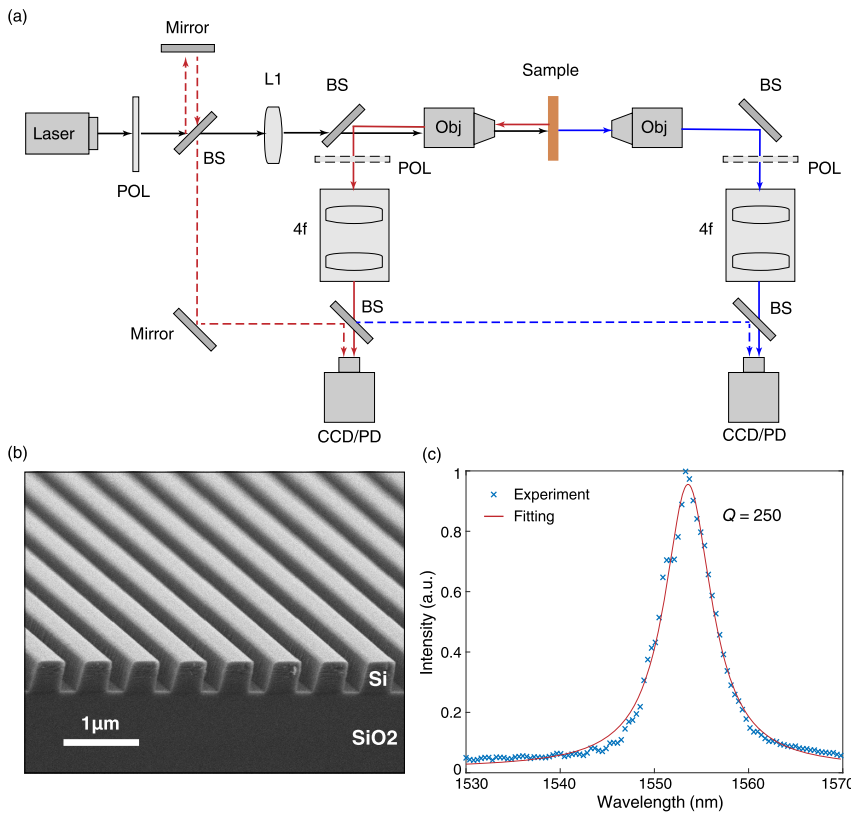 (a)
Mirror
L1
BS
Sample
BS
Laser
Obj
Obj
BS
POL
POL
POL
4f
4f
BS
BS
Mirror
CCD/PD
CCD/PD
(b)
Si
1μm
SiO2
(c)
1
0.8
0.6
0.4
0.2
0
Experiment
Fitting
Q = 250
Intensity (a.u.)
1530
1540
1550
1560
1570
Wavelength (nm)